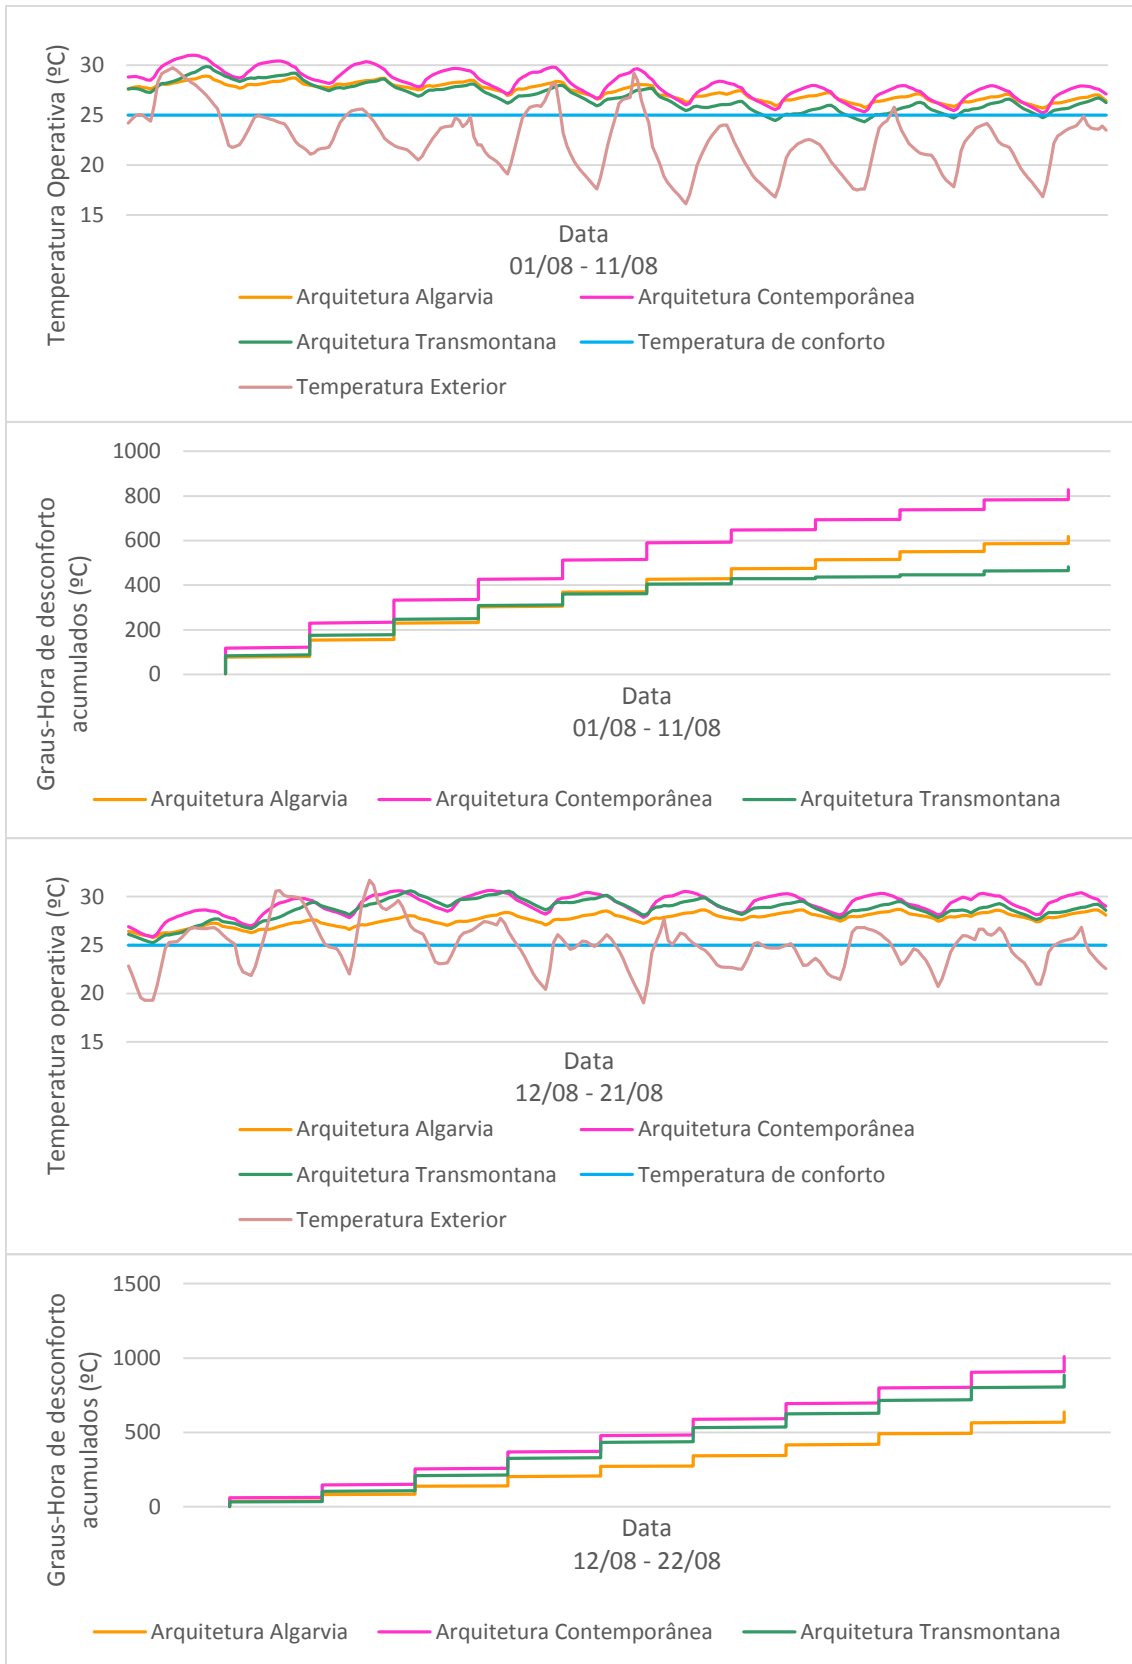 Temperatura Operativa (ºC)
30
25
20
15
Data
01/08 - 11/08
Arquitetura Algarvia
Arquitetura Contemporânea
Arquitetura Transmontana
Temperatura de conforto
Temperatura Exterior
Graus-Hora de desconforto
acumulados (ºC)
1000
800
600
400
200
0
Data
01/08 - 11/08
Arquitetura Algarvia
Arquitetura Contemporânea
Arquitetura Transmontana
Temperatura operativa (ºC)
30
25
20
15
Data
12/08 - 21/08
Arquitetura Algarvia
Arquitetura Contemporânea
Arquitetura Transmontana
Temperatura de conforto
Temperatura Exterior
Graus-Hora de desconforto
acumulados (ºC)
1500
1000
500
0
Data
12/08 - 22/08
Arquitetura Algarvia
Arquitetura Contemporânea
Arquitetura Transmontana